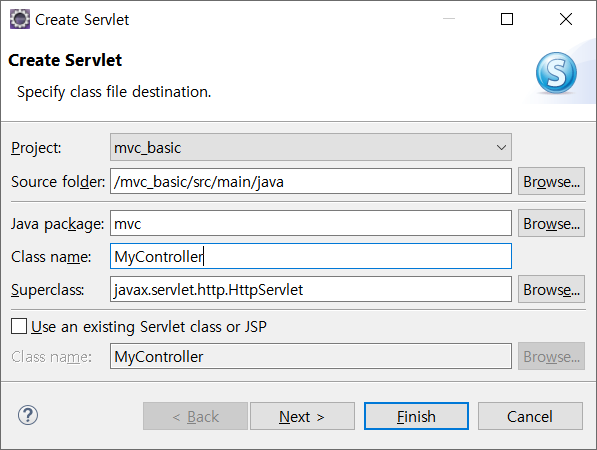 Create Servlet
Create Servlet
Specify class file destination.
S
Project: mvc_basic
Source folder: /mvc_basic/src/main/java Browse...
Java package: mvc Browse...
Class name: MyController
Superclass: javax.servlet.http.HttpServlet Browse...
Use an existing Servlet class or JSP
Class name: MyController Browse...
? < Back Next > Finish Cancel